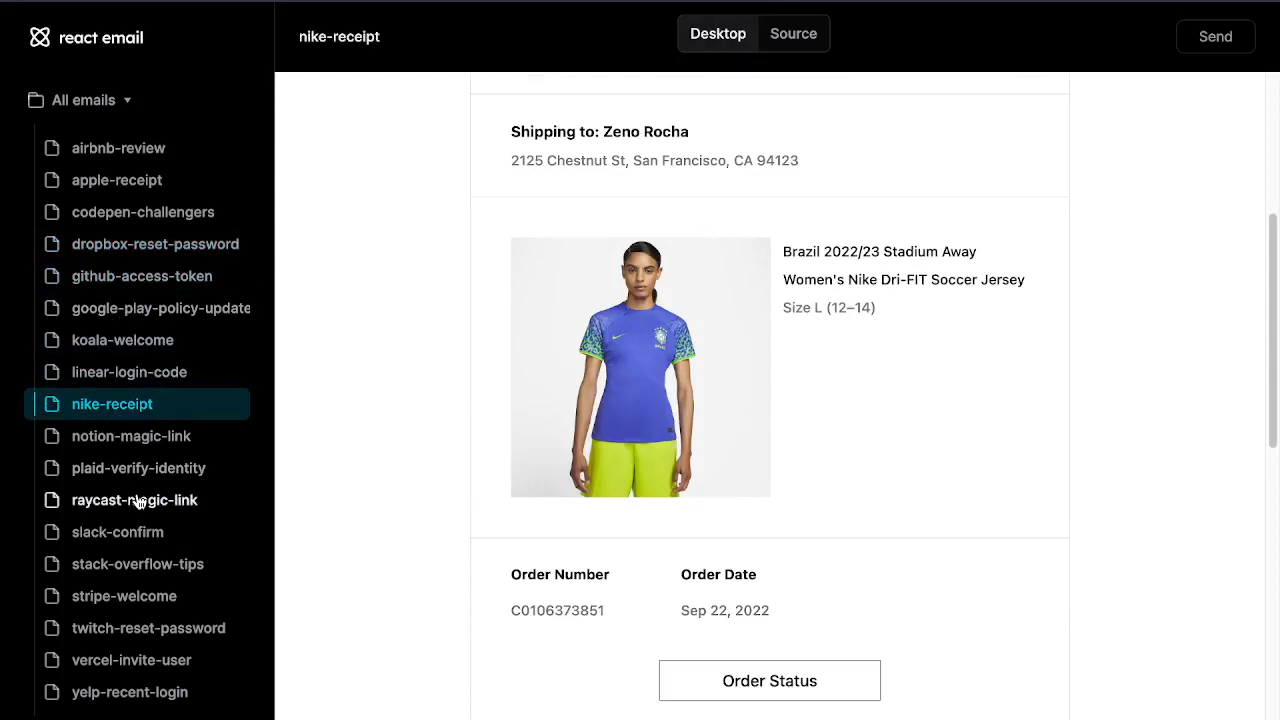 react email
nike-receipt
Desktop
Source
Send
All emails
airbnb-review
apple-receipt
codepen-challengers
dropbox-reset-password
github-access-token
google-play-policy-update
koala-welcome
linear-login-code
nike-receipt
notion-magic-link
plaid-verify-identity
raycast-magic-link
slack-confirm
stack-overflow-tips
stripe-welcome
twitch-reset-password
vercel-invite-user
yelp-recent-login
Shipping to: Zeno Rocha
2125 Chestnut St, San Francisco, CA 94123
Brazil 2022/23 Stadium Away
Women's Nike Dri-FIT Soccer Jersey
Size L (12–14)
Order Number
Order Date
C0106373851
Sep 22, 2022
Order Status